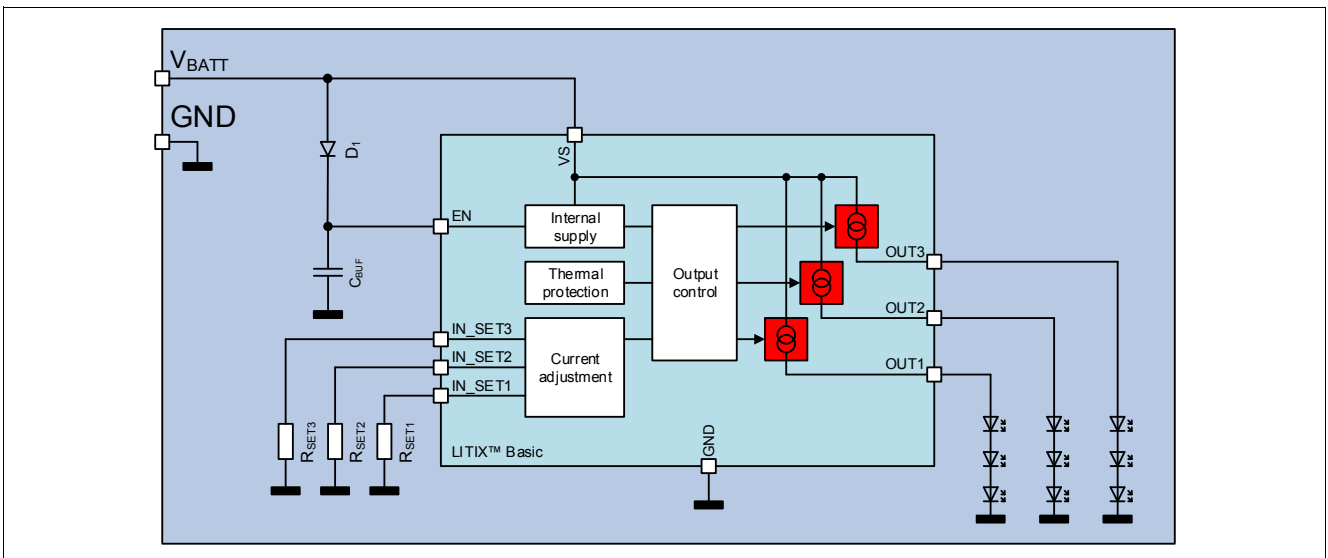 VBATT
GND
D1
VS
EN
Internal
supply
CBUF
Thermal
protection
Output
control
OUT3
OUT2
OUT1
IN_SET3
IN_SET2
IN_SET1
Current
adjustment
RSET3
RSET2
RSET1
LITIX™ Basic
GND